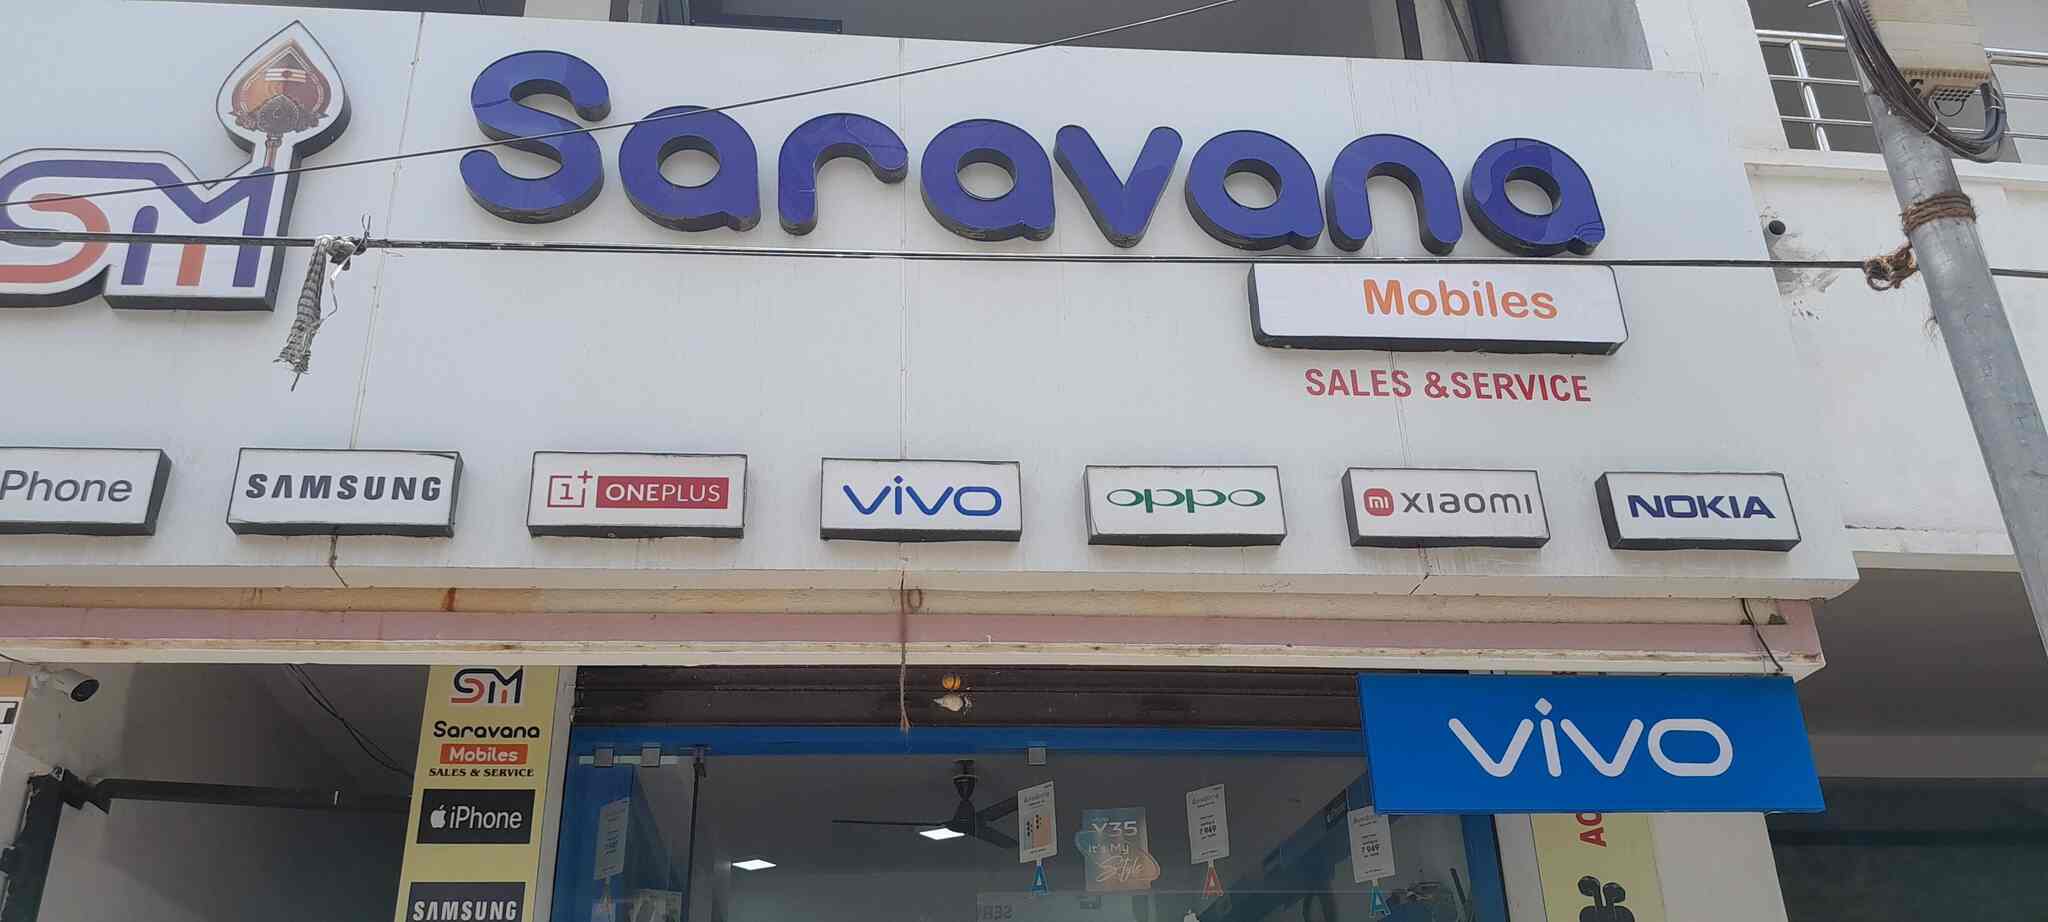 SM
Saravana
Mobiles
SALES &SERVICE
iPhone
SAMSUNG
1+ ONEPLUS
vivo
oppo
mi xiaomi
NOKIA
SM
Saravana
Mobiles
SALES & SERVICE
iPhone
SAMSUNG
vivo
Y35
It's My
Style